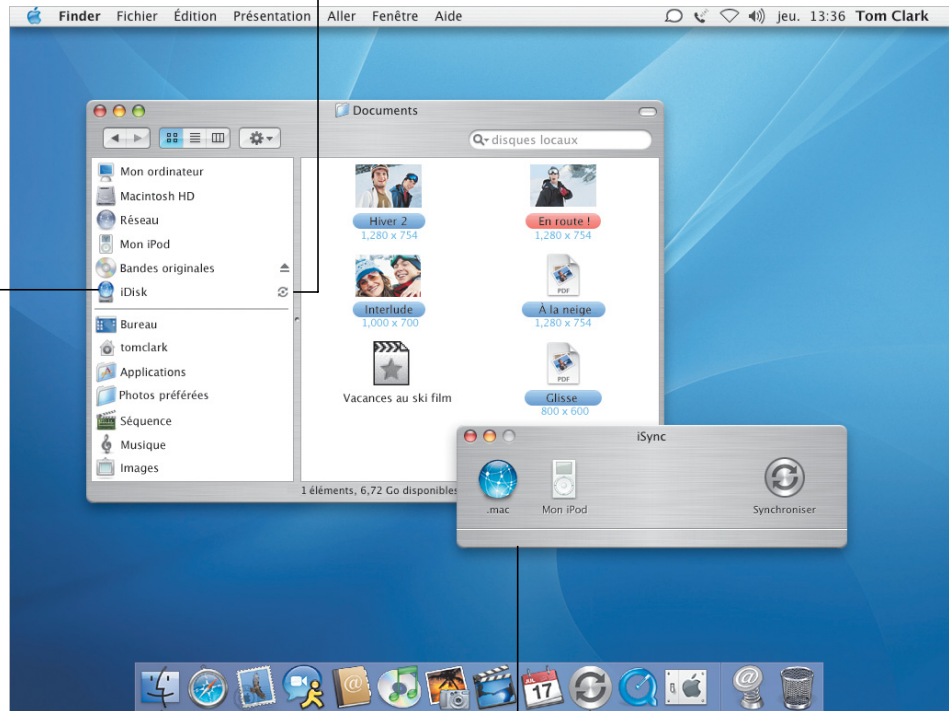 Finder Fichier Édition Présentation Aller Fenêtre Aide jeu. 13:36 Tom Clark
Documents
disques locaux
Mon ordinateur
Macintosh HD
Réseau
Mon iPod
Bandes originales
iDisk
Bureau
tomclark
Applications
Photos préférées
Séquence
Musique
Images
Hiver 2
1,280 x 754
En route !
1,280 x 754
Interlude
1,000 x 700
PDF
À la neige
1,280 x 754
Vacances au ski film
PDF
Glisse
800 x 600
1 éléments, 6,72 Go disponibles
iSync
.mac
Mon iPod
Synchroniser
@
JUL
17
@